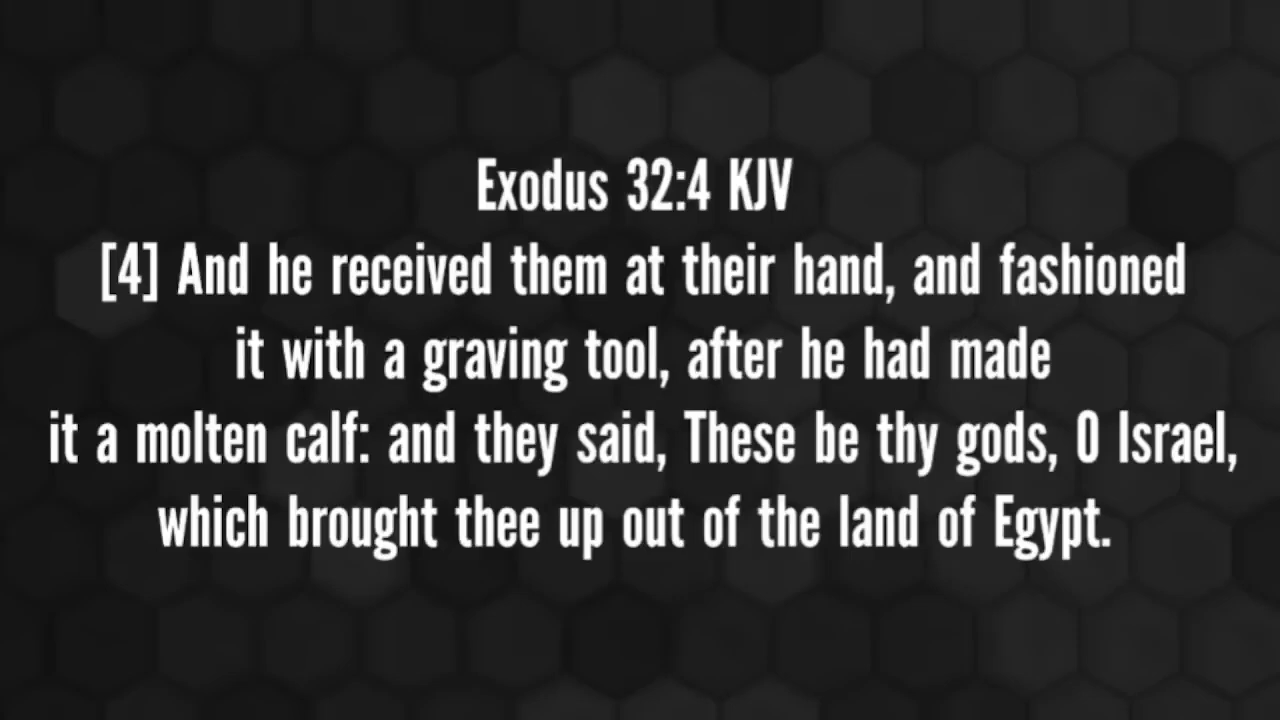 Exodus 32:4 KJV
[4] And he received them at their hand, and fashioned
it with a graving tool, after he had made
it a molten calf: and they said, These be thy gods, O Israel,
which brought thee up out of the land of Egypt.